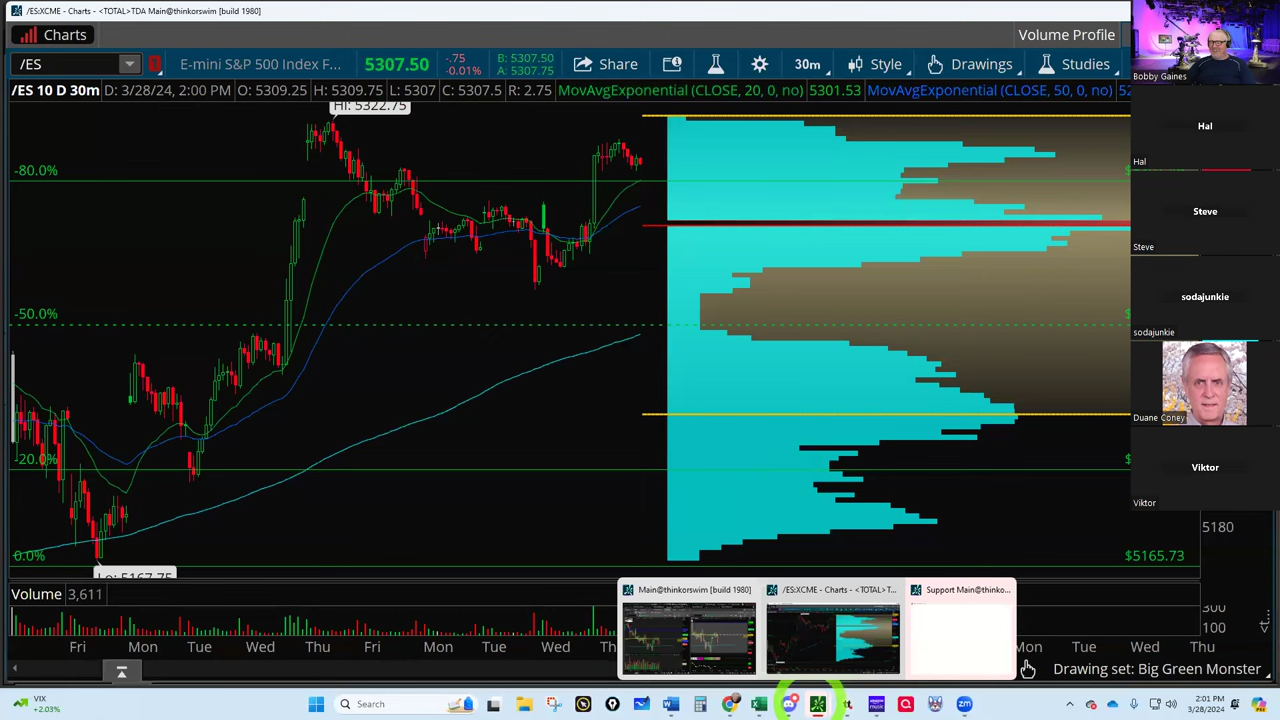 /ES:XCME - Charts - <TOTAL>TDA Main@thinkorswim [build 1980]
Charts
Volume Profile
/ES
E-mini S&P 500 Index F...
5307.50
-.75
-0.01%
B: 5307.50
A: 5307.75
Share
30m
Style
Drawings
Studies
/ES 10 D 30m
D: 3/28/24, 2:00 PM
O: 5309.25
H: 5309.75
L: 5307
C: 5307.5
R: 2.75
MovAvgExponential (CLOSE, 20, 0, no)
5301.53
MovAvgExponential (CLOSE, 50, 0, no)
Hi: 5322.75
-80.0%
-50.0%
-20.0%
0.0%
Lo: 5167.75
5180
$5165.73
Volume
3,611
300
100
Fri
Mon
Tue
Wed
Thu
Mon
Tue
Wed
Mon
Tue
Wed
Thu
Drawing set: Big Green Monster
Main@thinkorswim [build 1980]
/ES:XCME - Charts - <TOTAL>T...
Support Main@thinko...
Bobby Gaines
Hal
Hal
Steve
Steve
sodajunkie
sodajunkie
Duane Coney
Viktor
Viktor
VIX
+2.03%
Search
2:01 PM
3/28/2024